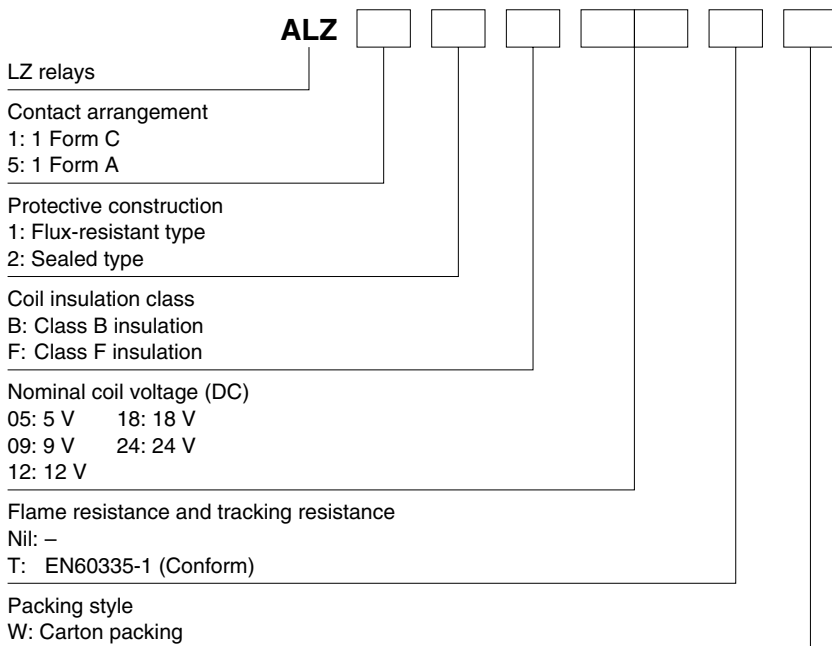 ALZ
LZ relays
Contact arrangement
1: 1 Form C
5: 1 Form A
Protective construction
1: Flux-resistant type
2: Sealed type
Coil insulation class
B: Class B insulation
F: Class F insulation
Nominal coil voltage (DC)
05: 5 V 18: 18 V
09: 9 V 24: 24 V
12: 12 V
Flame resistance and tracking resistance
Nil: –
T: EN60335-1 (Conform)
Packing style
W: Carton packing